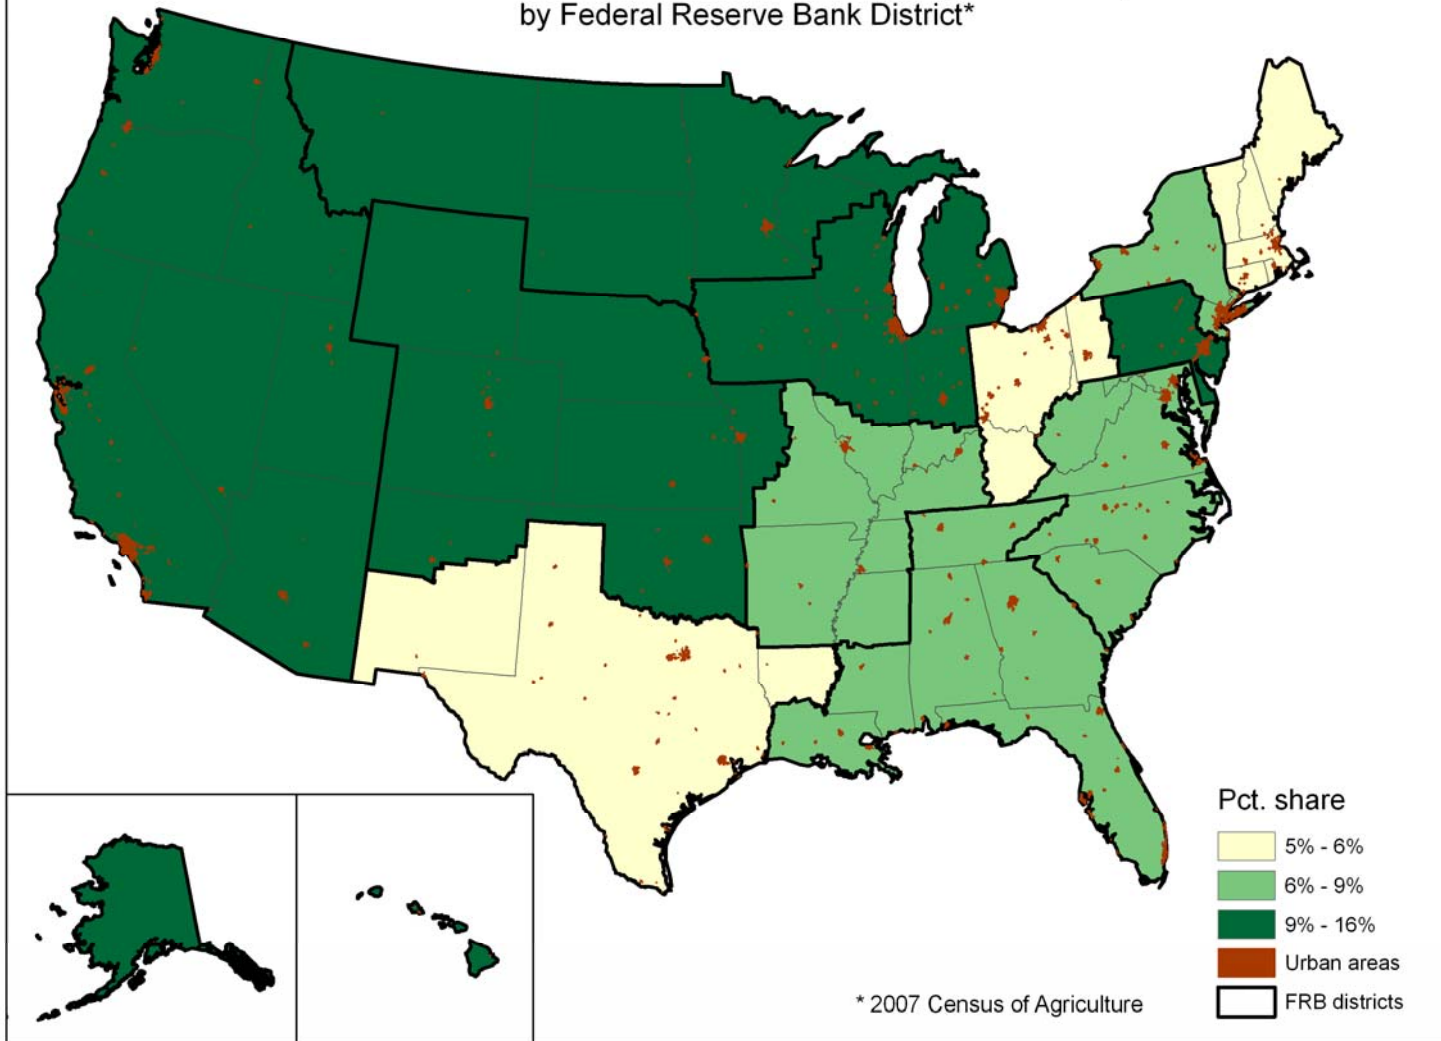 by Federal Reserve Bank District*
Pct. share
5% - 6%
6% - 9%
9% - 16%
Urban areas
FRB districts
* 2007 Census of Agriculture